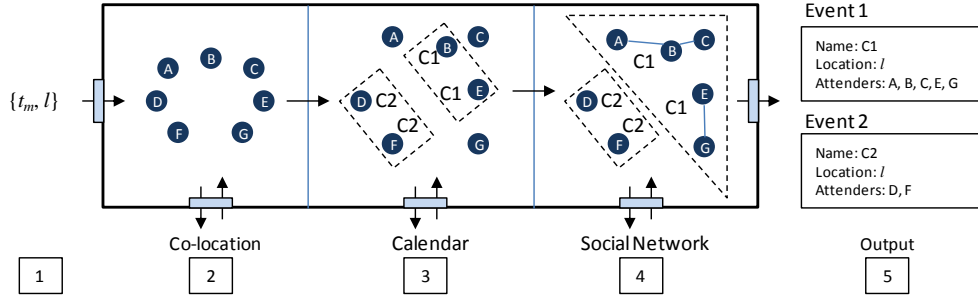 {t_m, l}
A
B
C
D
E
F
G
A
B
C
C1
D
C2
E
C1
C2
F
G
A
B
C
C1
D
C2
E
C1
C2
F
G
Event 1
Name: C1
Location: l
Attenders: A, B, C, E, G
Event 2
Name: C2
Location: l
Attenders: D, F
Co-location
Calendar
Social Network
Output
1
2
3
4
5